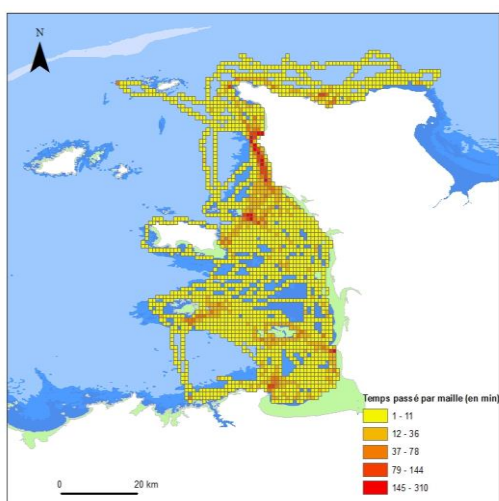 N
Temps passé par maille (en min)
1 - 11
12 - 36
37 - 78
79 - 144
145 - 310
0 20 km